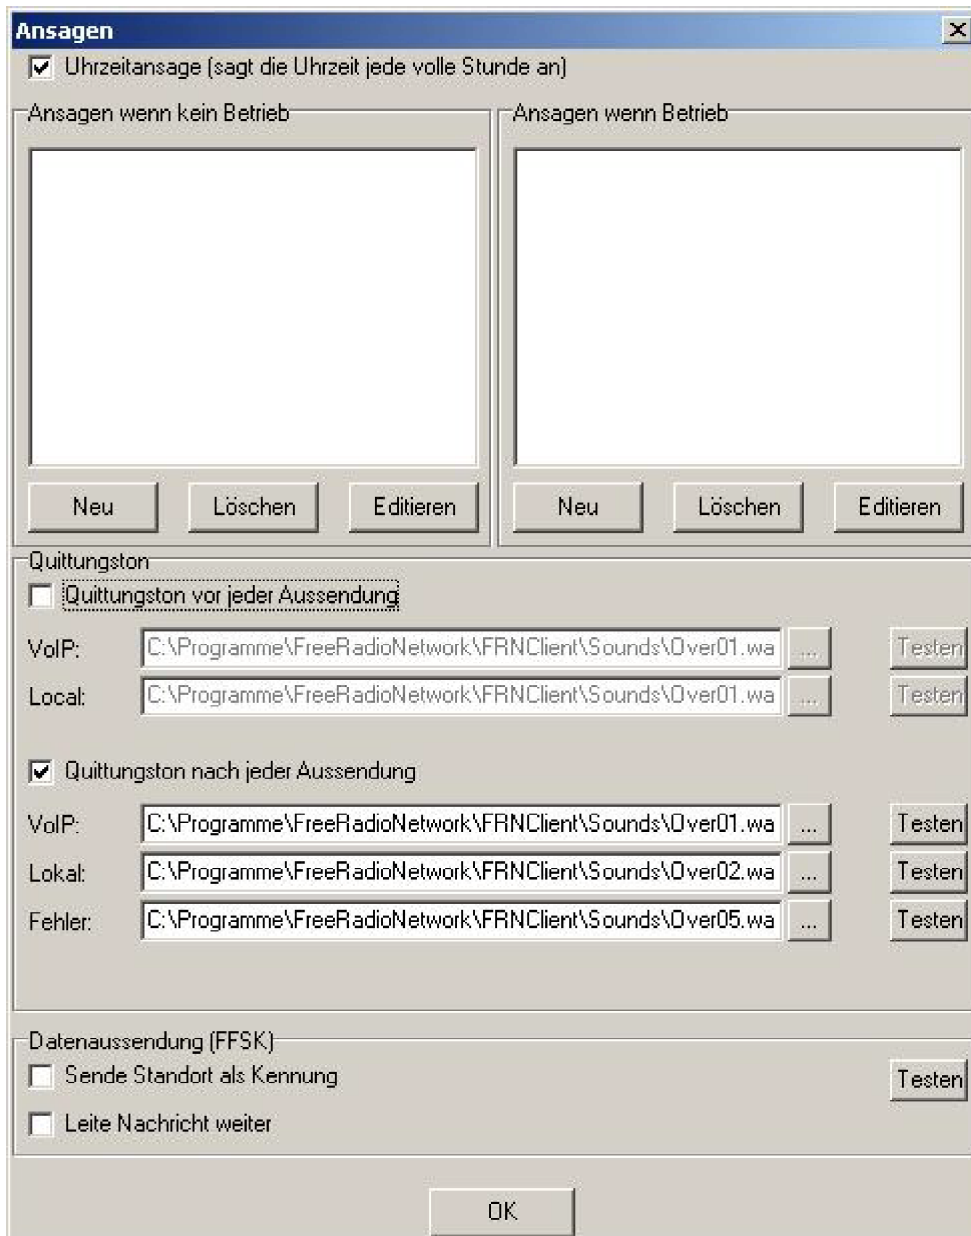 Ansagen
Uhrzeitansage (sagt die Uhrzeit jede volle Stunde an)
Ansagen wenn kein Betrieb
Ansagen wenn Betrieb
Neu Löschen Editieren
Neu Löschen Editieren
Quittungston
Quittungston vor jeder Aussendung
VoIP: C:\Programme\FreeRadioNetwork\FRNClient\Sounds\Over01.wa ... Testen
Local: C:\Programme\FreeRadioNetwork\FRNClient\Sounds\Over01.wa ... Testen
Quittungston nach jeder Aussendung
VoIP: C:\Programme\FreeRadioNetwork\FRNClient\Sounds\Over01.wa ... Testen
Lokal: C:\Programme\FreeRadioNetwork\FRNClient\Sounds\Over02.wa ... Testen
Fehler: C:\Programme\FreeRadioNetwork\FRNClient\Sounds\Over05.wa ... Testen
Datenaussendung (FFSK)
Sende Standort als Kennung Testen
Leite Nachricht weiter
OK